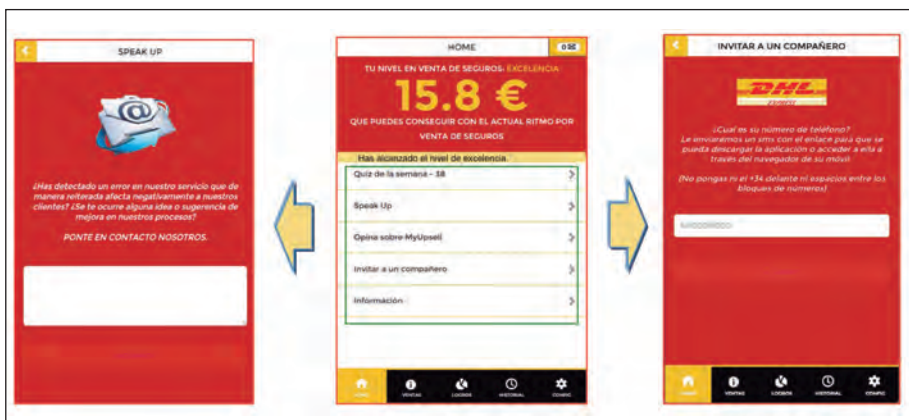 SPEAK UP
¿Has detectado un error en nuestro servicio que de
manera reiterada afecta negativamente a nuestros
clientes? ¿Se te ocurre alguna idea o sugerencia de
mejora en nuestros procesos?
PONTE EN CONTACTO NOSOTROS.
HOME
0
TU NIVEL EN VENTA DE SEGUROS: EXCELENCIA
15.8 €
QUE PUEDES CONSEGUIR CON EL ACTUAL RITMO POR
VENTA DE SEGUROS
Has alcanzado el nivel de excelencia.
Quiz de la semana - 38
Speak Up
Opina sobre MyUpsell
Invitar a un compañero
Información
HOME
VENTAS
LOGROS
HISTORIAL
CONFIG
INVITAR A UN COMPAÑERO
DHL
EXPRESS
¿Cual es su número de teléfono?
Le enviaremos un sms con el enlace para que se
pueda descargar la aplicación o acceder a ella a
través del navegador de su móvil
(No pongas ni el +34 delante ni espacios entre los
bloques de números)
HOME
VENTAS
LOGROS
HISTORIAL
CONFIG